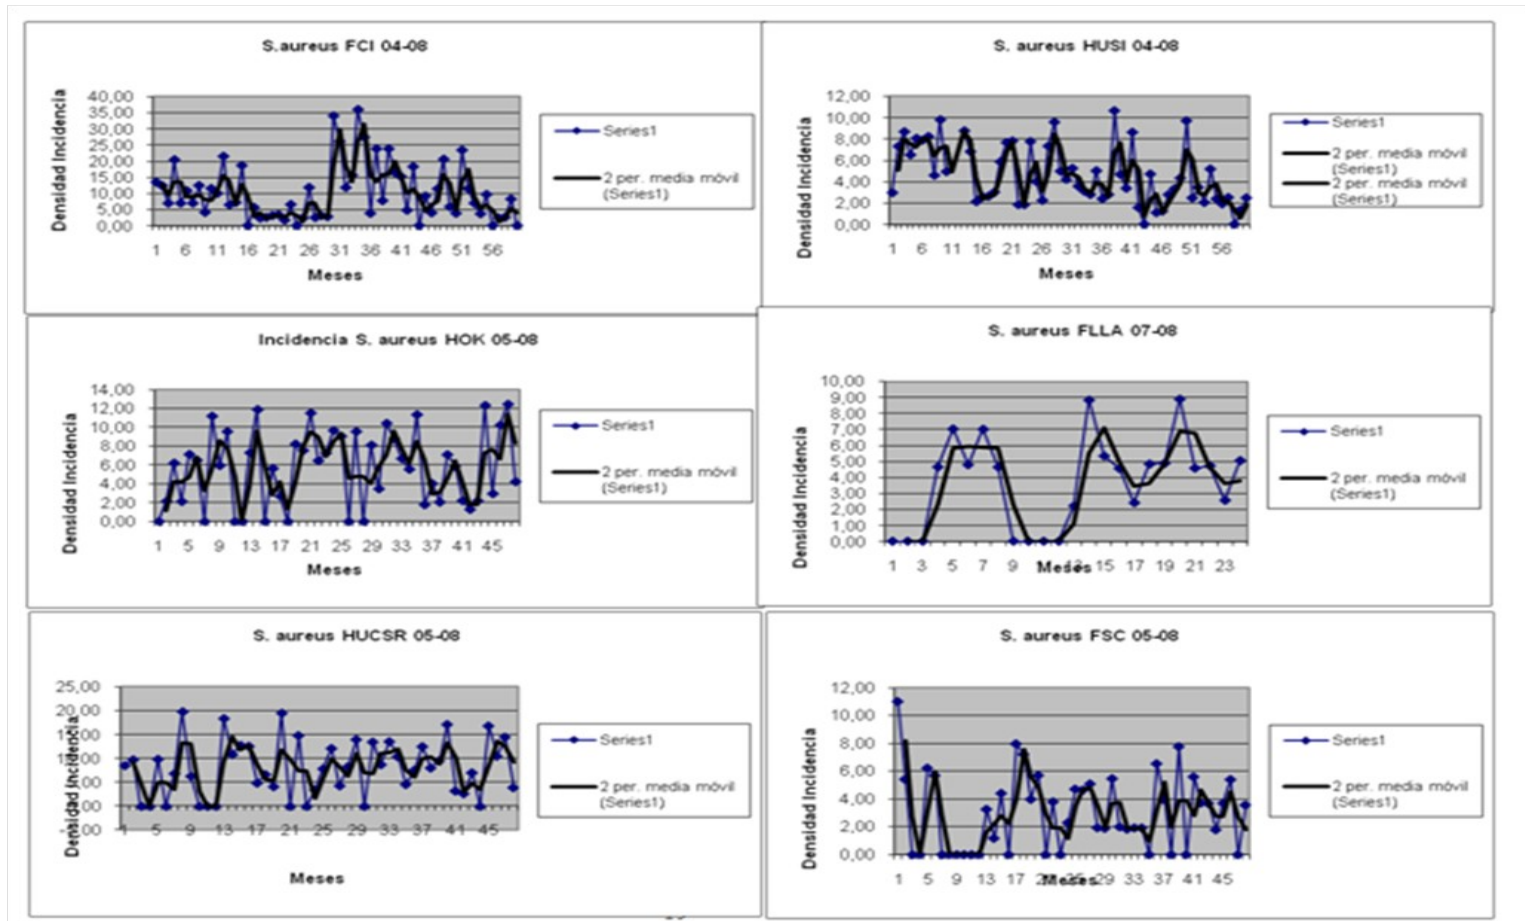 S.aureus FCI 04-08
Densidad Incidencia
40,00
35,00
30,00
25,00
20,00
15,00
10,00
5,00
0,00
1 6 11 16 21 26 31 36 41 46 51 56
Meses
Series1
2 per. media móvil
(Series1)
S. aureus HUSI 04-08
Densidad Incidencia
12,00
10,00
8,00
6,00
4,00
2,00
0,00
1 6 11 16 21 26 31 36 41 46 51 56
Meses
Series1
2 per. media móvil
(Series1)
2 per. media móvil
(Series1)
Incidencia S. aureus HOK 05-08
Densidad Incidencia
14,00
12,00
10,00
8,00
6,00
4,00
2,00
0,00
1 5 9 13 17 21 25 29 33 37 41 45
Meses
Series1
2 per. media móvil
(Series1)
S. aureus FLLA 07-08
Densidad Incidencia
10,00
9,00
8,00
7,00
6,00
5,00
4,00
3,00
2,00
1,00
0,00
1 3 5 7 9 13 15 17 19 21 23
Meses
Series1
2 per. media móvil
(Series1)
S. aureus HUCSR 05-08
Densidad Incidencia
25,00
20,00
1 5 9 13 17 21 25 29 33 37 41 45
Meses
Series1
2 per. media móvil
(Series1)
S. aureus FSC 05-08
Densidad Incidencia
12,00
10,00
8,00
6,00
4,00
2,00
0,00
1 5 9 13 17 29 33 37 41 45
Meses
Series1
2 per. media móvil
(Series1)